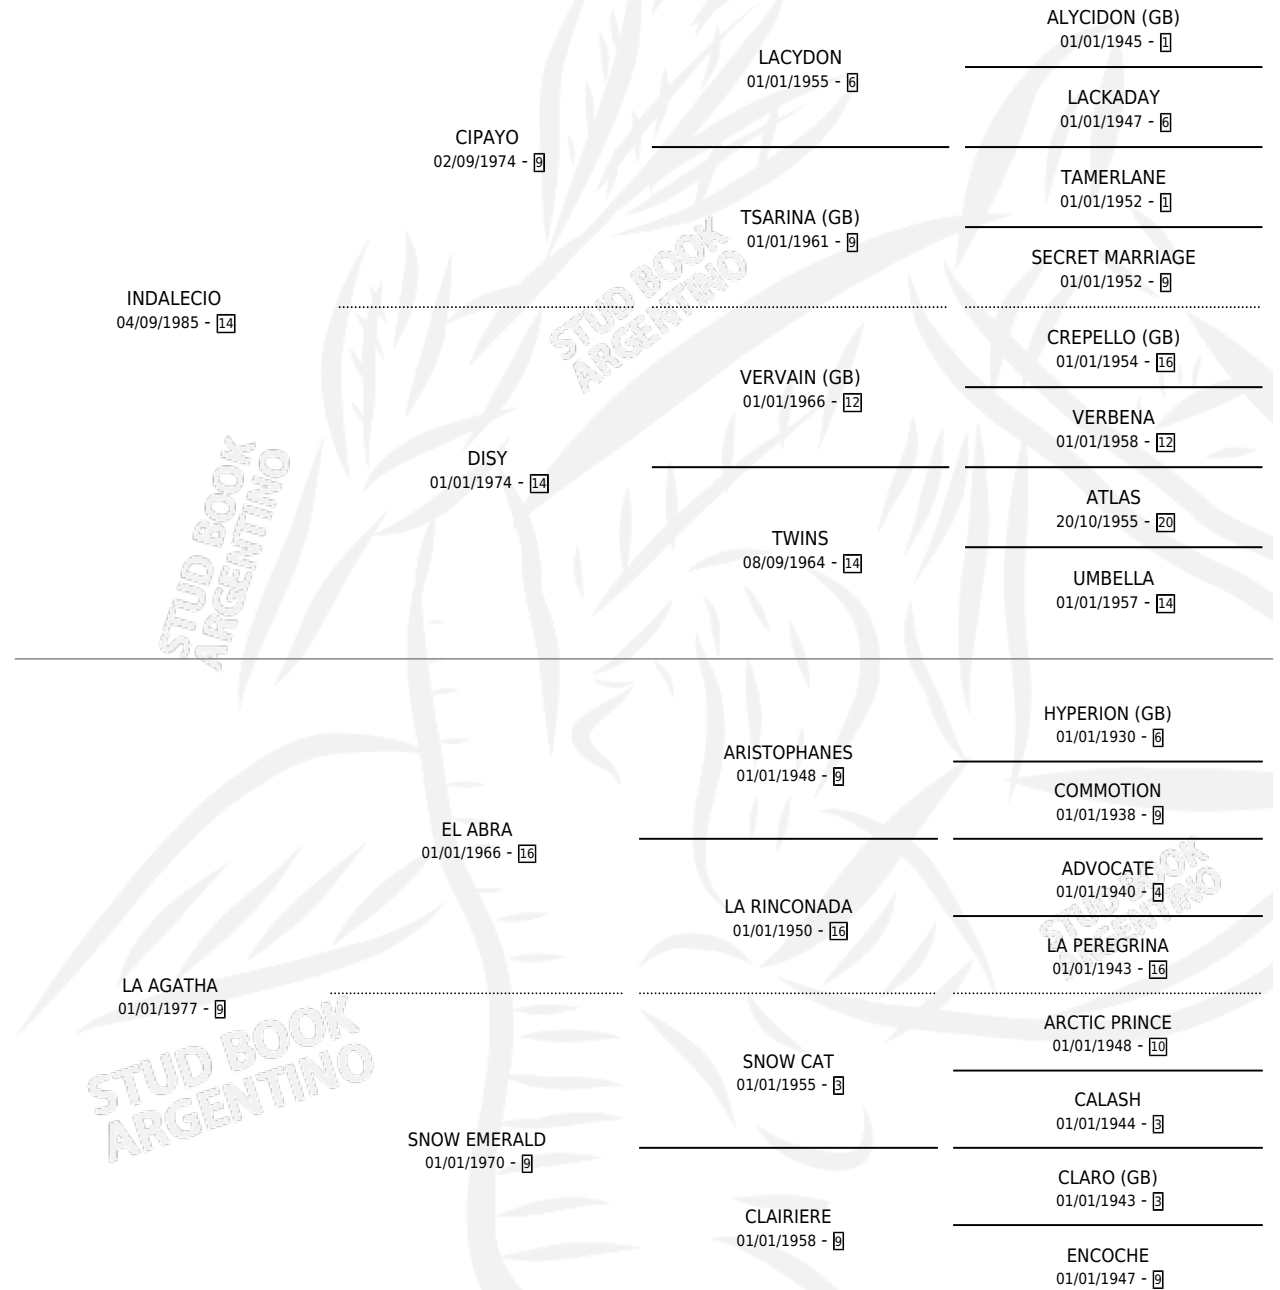 ALYCIDON (GB)
01/01/1945 - 1
LACYDON
01/01/1955 - 6
LACKADAY
01/01/1947 - 6
CIPAYO
02/09/1974 - 9
TAMERLANE
01/01/1952 - 1
TSARINA (GB)
01/01/1961 - 9
SECRET MARRIAGE
01/01/1952 - 9
INDALECIO
04/09/1985 - 14
CREPELLO (GB)
01/01/1954 - 16
VERVAIN (GB)
01/01/1966 - 12
VERBENA
01/01/1958 - 12
DISY
01/01/1974 - 14
ATLAS
20/10/1955 - 20
TWINS
08/09/1964 - 14
UMBELLA
01/01/1957 - 14
HYPERION (GB)
01/01/1930 - 6
ARISTOPHANES
01/01/1948 - 9
COMMOTION
01/01/1938 - 9
EL ABRA
01/01/1966 - 16
ADVOCATE
01/01/1940 - 4
LA RINCONADA
01/01/1950 - 16
LA PEREGRINA
01/01/1943 - 16
LA AGATHA
01/01/1977 - 9
ARCTIC PRINCE
01/01/1948 - 10
SNOW CAT
01/01/1955 - 3
CALASH
01/01/1944 - 3
SNOW EMERALD
01/01/1970 - 9
CLARO (GB)
01/01/1943 - 3
CLAIRIERE
01/01/1958 - 9
ENCOCHE
01/01/1947 - 9
STUD BOOK
ARGENTINO
STUD BOOK
ARGENTINO
STUD BOOK
ARGENTINO
STUD BOOK
ARGENTINO